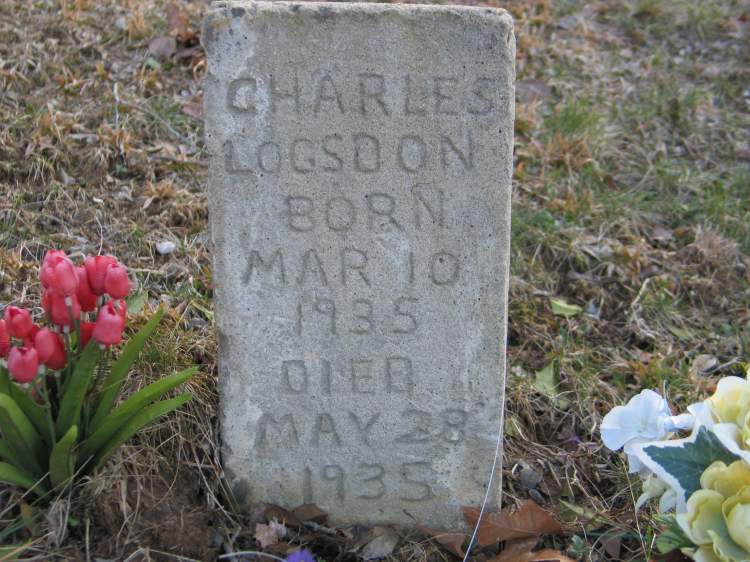 CHARLES
LOGSDON
BORN
MAR 10
1935
DIED
MAY 28
1935